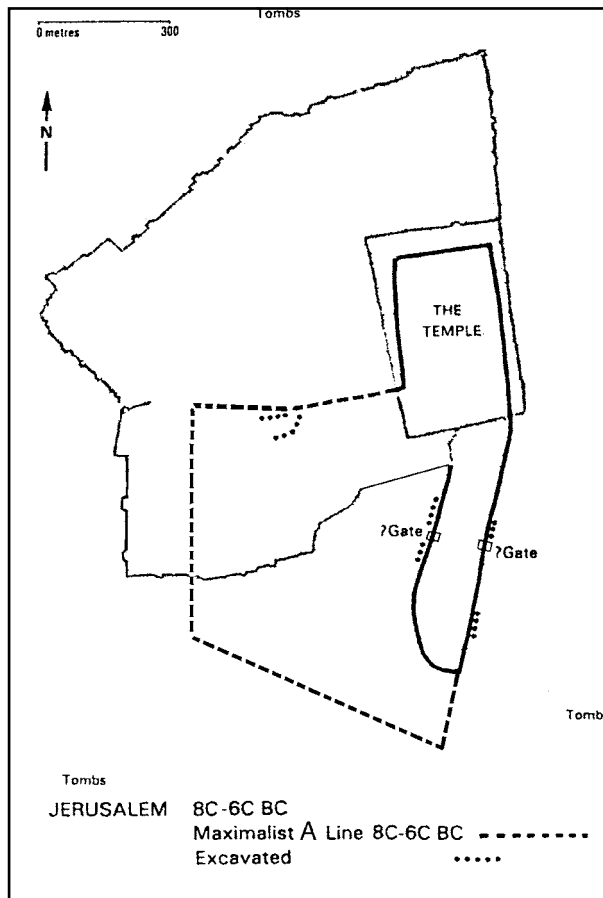 Tombs
0 metres 300
N
THE
TEMPLE
?Gate
?Gate
Tomb
Tombs
JERUSALEM 8C-6C BC
Maximalist A Line 8C-6C BC
Excavated